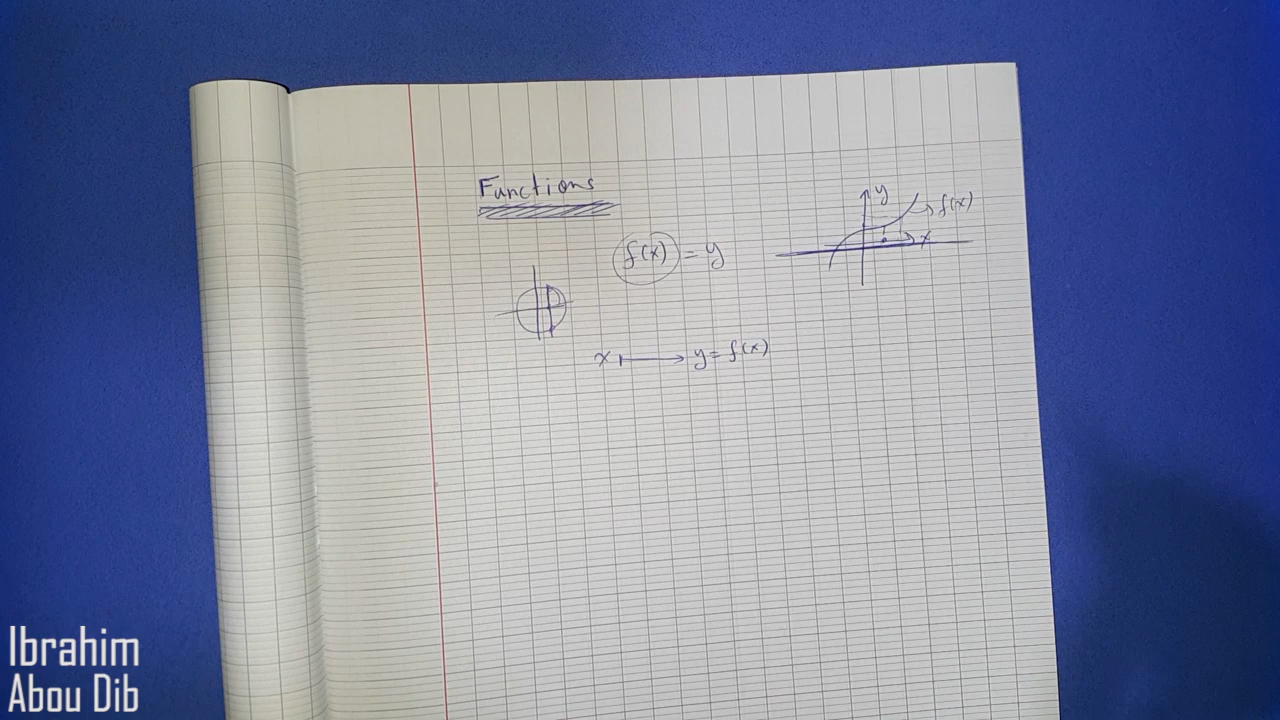 Functions
y
f(x)
f(x) = y
x
x ↦ y = f(x)
Ibrahim
Abou Dib